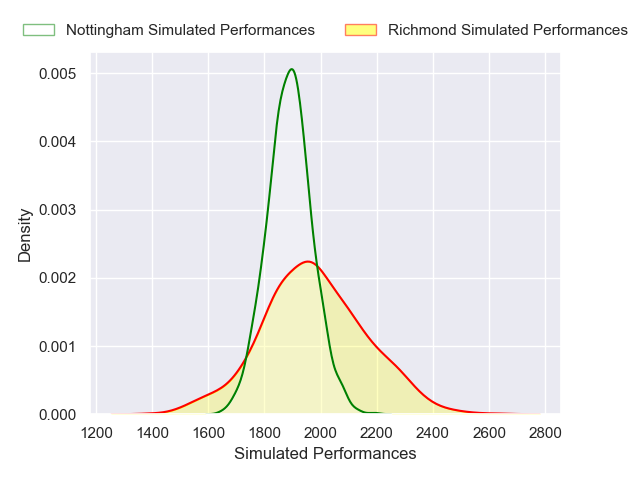 Nottingham Simulated Performances Richmond Simulated Performances
0.005
0.004
0.003
0.002
0.001
0.000
Density
1200 1400 1600 1800 2000 2200 2400 2600 2800
Simulated Performances